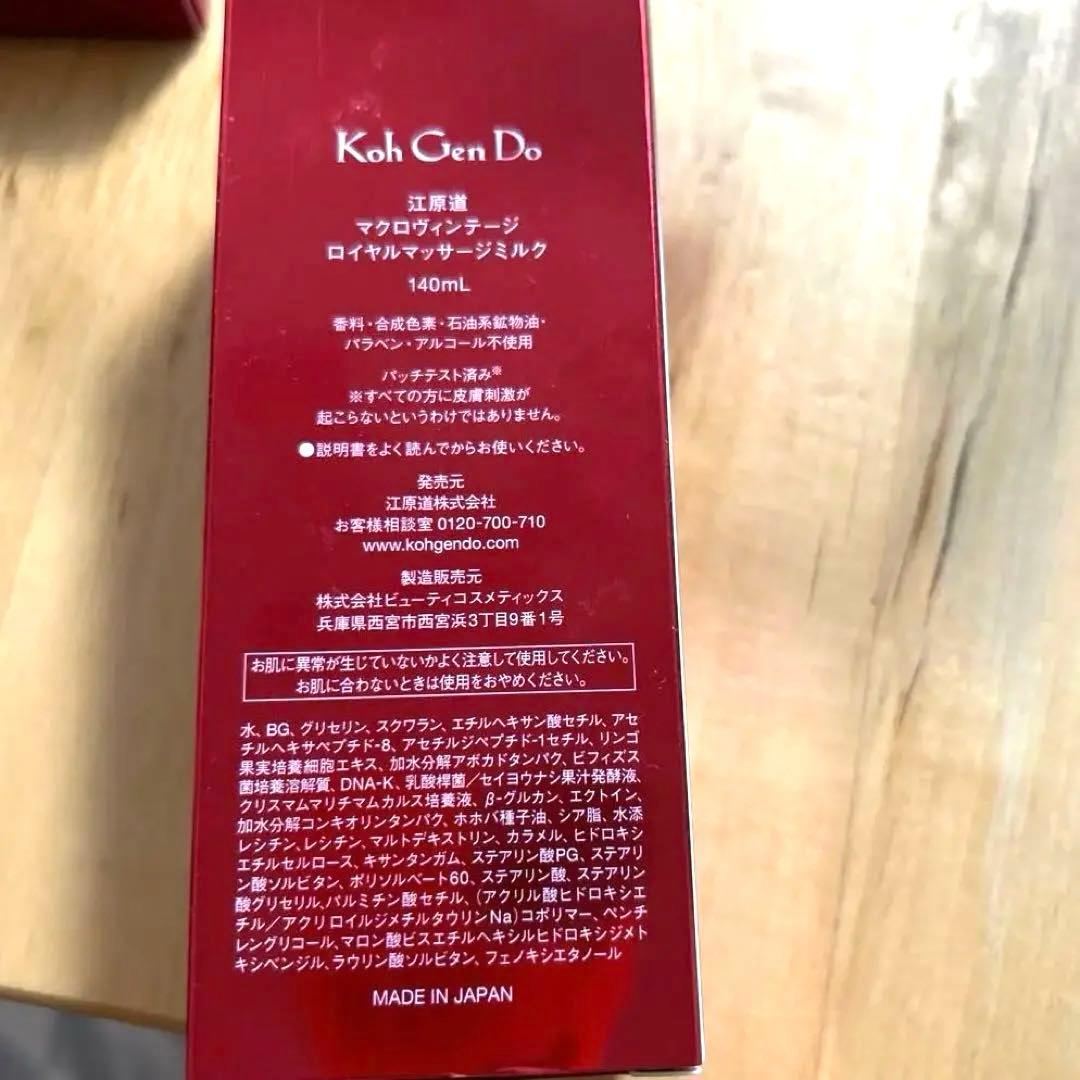 Koh Gen Do
江原道
マクロヴィンテージ
ロイヤルマッサージミルク
140mL
香料・合成色素・石油系鉱物油・
パラベン・アルコール不使用
パッチテスト済み※
※すべての方に皮膚刺激が
起こらないというわけではありません。
●説明書をよく読んでからお使いください。
発売元
江原道株式会社
お客様相談室 0120-700-710
www.kohgendo.com
製造販売元
株式会社ビューティコスメティックス
兵庫県西宮市西宮浜3丁目9番1号
お肌に異常が生じていないかよく注意して使用してください。
お肌に合わないときは使用をおやめください。
水、BG、グリセリン、スクワラン、エチルヘキサン酸セチル、アセ
チルヘキサペプチド-8、アセチルジペプチド-1セチル、リンゴ
果実培養細胞エキス、加水分解アボカドタンパク、ビフィズス
菌培養溶解質、DNA-K、乳酸桿菌／セイヨウナシ果汁発酵液、
クリスマムマリチマムカルス培養液、β-グルカン、エクトイン、
加水分解コンキオリンタンパク、ホホバ種子油、シア脂、水添
レシチン、レシチン、マルトデキストリン、カラメル、ヒドロキシ
エチルセルロース、キサンタンガム、ステアリン酸PG、ステアリ
ン酸ソルビタン、ポリソルベート60、ステアリン酸、ステアリン
酸グリセリル、パルミチン酸セチル、（アクリル酸ヒドロキシエ
チル／アクリロイルジメチルタウリンNa）コポリマー、ペンチ
レングリコール、マロン酸ビスエチルヘキシルヒドロキシジメト
キシベンジル、ラウリン酸ソルビタン、フェノキシエタノール
MADE IN JAPAN